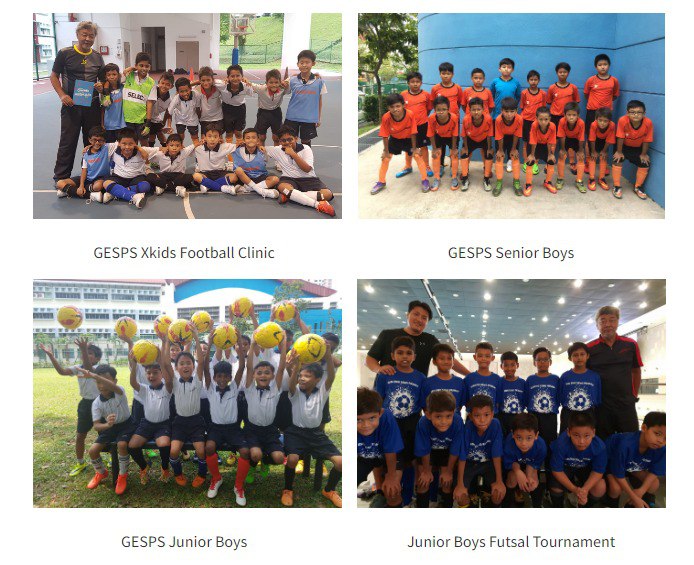 GESPS Xkids Football Clinic
GESPS Senior Boys
GESPS Junior Boys
Junior Boys Futsal Tournament